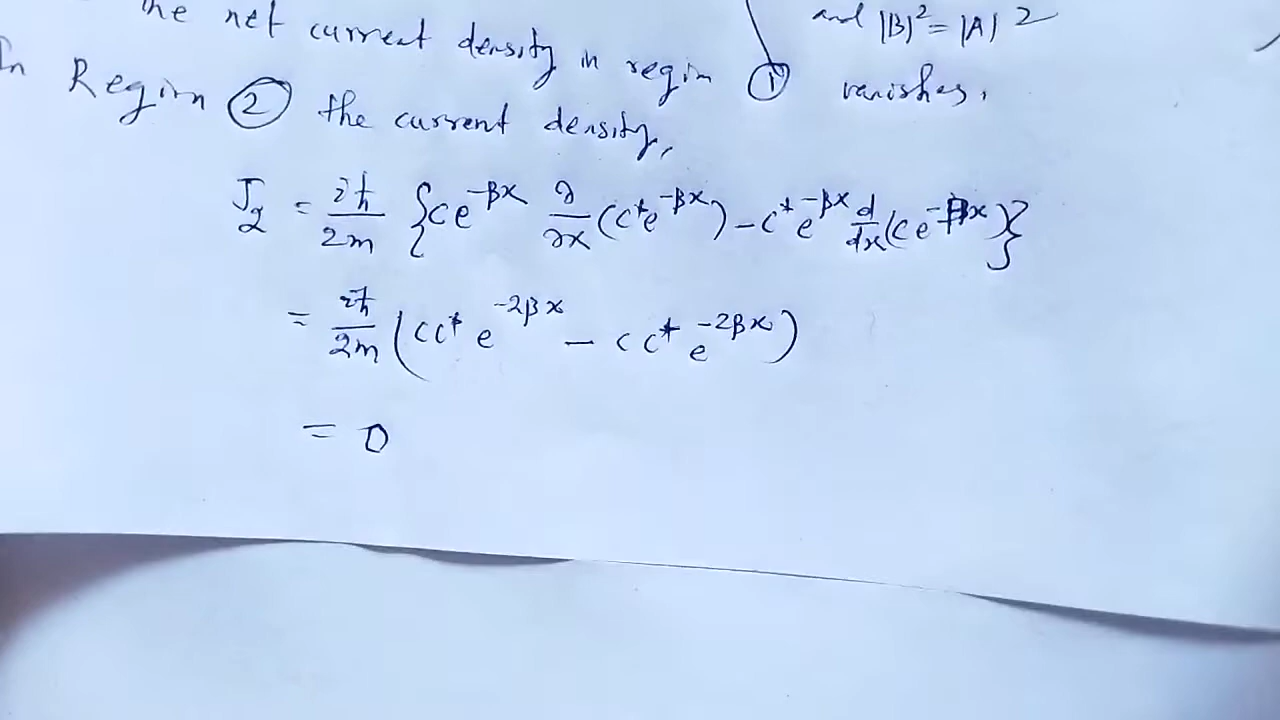 the net current density in regin ① vanishes,
and |B|² = |A|²
In Region ② the current density,
J₂ = iħ/2m {ce^-βx ∂/∂x (c*e^-βx) - c*e^-βx d/dx (ce^-βx)}
= iħ/2m (cc* e^-2βx - cc* e^-2βx)
= 0